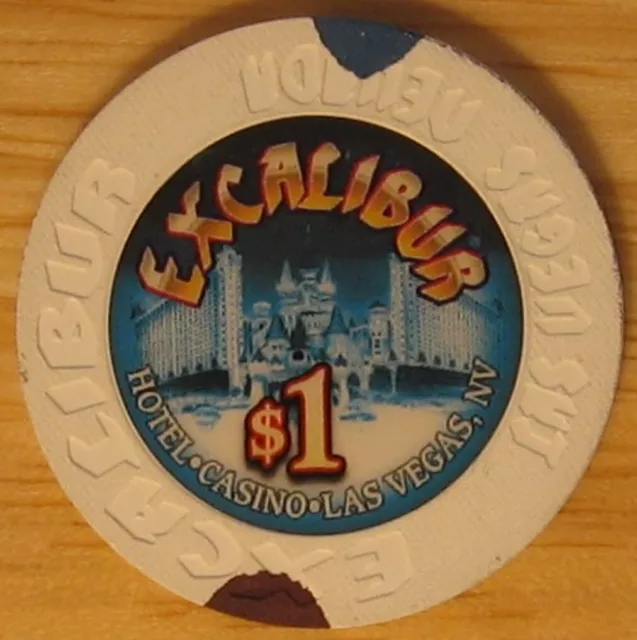 EXCALIBUR
$1
HOTEL•CASINO•LAS VEGAS, NV
EXCALIBUR
LAS VEGAS NEVADA